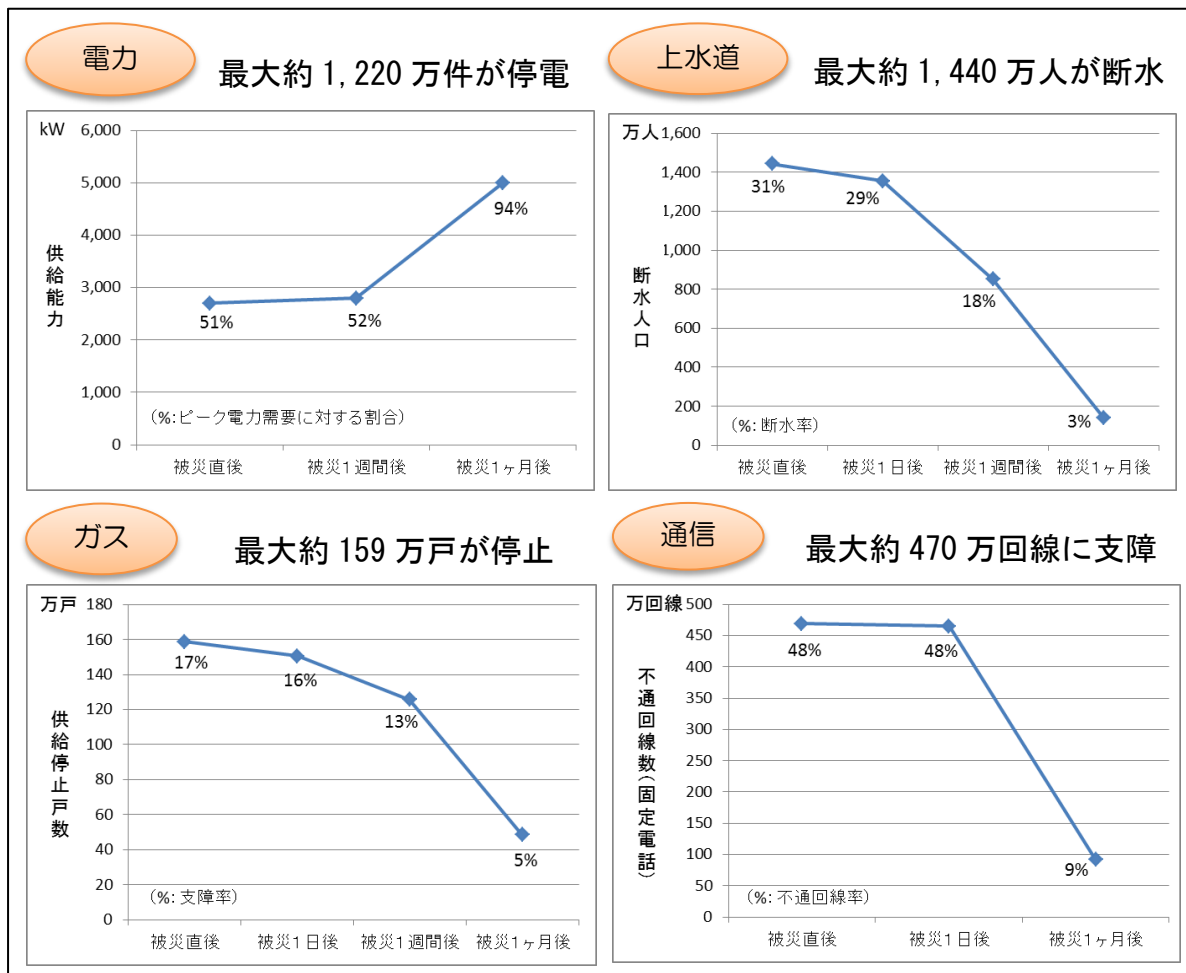 電力
最大約 1,220 万件が停電
kW
6,000
5,000
4,000
3,000
2,000
1,000
0
供給能力
51%
52%
94%
(%:ピーク電力需要に対する割合)
被災直後 被災1週間後 被災1ヶ月後
上水道
最大約 1,440 万人が断水
万人
1,600
1,400
1,200
1,000
800
600
400
200
0
断水人口
31%
29%
18%
3%
(%: 断水率)
被災直後 被災1日後 被災1週間後 被災1ヶ月後
ガス
最大約 159 万戸が停止
万戸
180
160
140
120
100
80
60
40
20
0
供給停止戸数
17%
16%
13%
5%
(%: 支障率)
被災直後 被災1日後 被災1週間後 被災1ヶ月後
通信
最大約 470 万回線に支障
万回線
500
450
400
350
300
250
200
150
100
50
0
不通回線数(固定電話)
48%
48%
9%
(%: 不通回線率)
被災直後 被災1日後 被災1ヶ月後